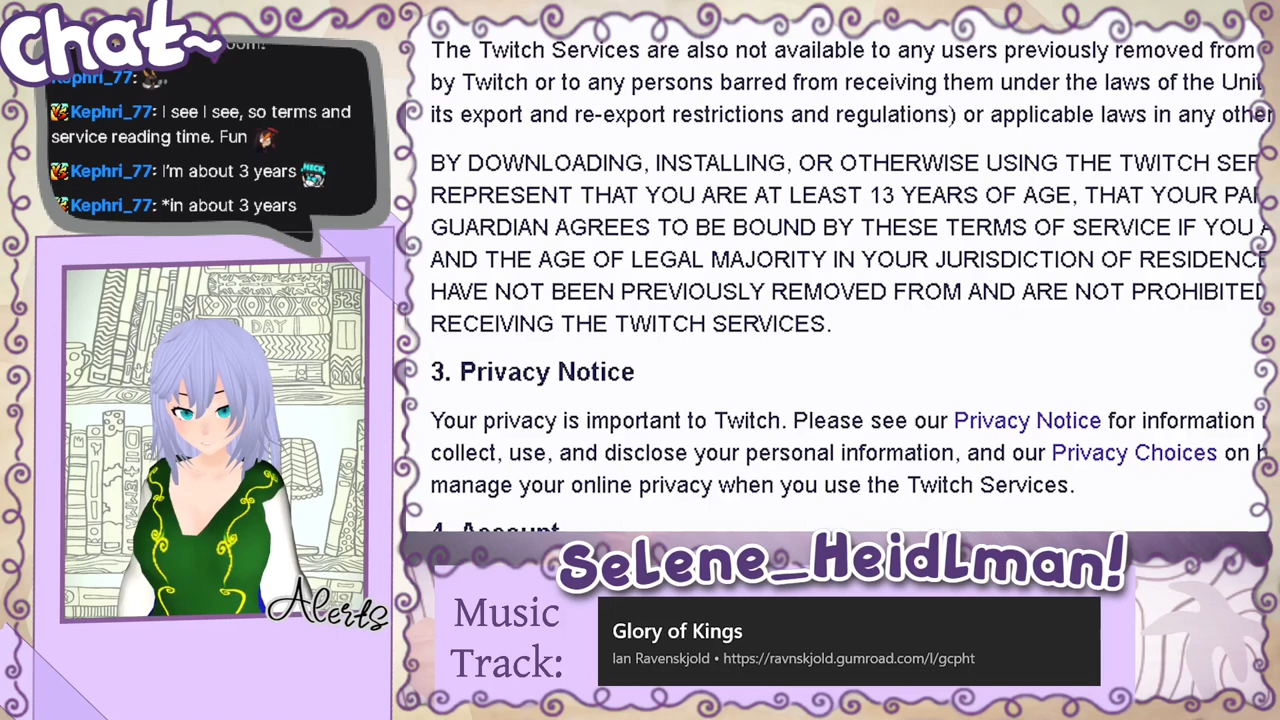 Chat~
Kephri_77:
Kephri_77: I see I see, so terms and
service reading time. Fun
Kephri_77: I'm about 3 years
Kephri_77: *in about 3 years
DAY
Alerts
The Twitch Services are also not available to any users previously removed from
by Twitch or to any persons barred from receiving them under the laws of the
its export and re-export restrictions and regulations) or applicable laws in any other
BY DOWNLOADING, INSTALLING, OR OTHERWISE USING THE TWITCH
REPRESENT THAT YOU ARE AT LEAST 13 YEARS OF AGE, THAT YOUR
GUARDIAN AGREES TO BE BOUND BY THESE TERMS OF SERVICE IF YOU
AND THE AGE OF LEGAL MAJORITY IN YOUR JURISDICTION OF RESIDENCE
HAVE NOT BEEN PREVIOUSLY REMOVED FROM AND ARE NOT PROHIBITED
RECEIVING THE TWITCH SERVICES.
3. Privacy Notice
Your privacy is important to Twitch. Please see our Privacy Notice for information
collect, use, and disclose your personal information, and our Privacy Choices on
manage your online privacy when you use the Twitch Services.
4. Account
Selene_Heidlman!
Music
Track:
Glory of Kings
Ian Ravenskjold • https://ravnskjold.gumroad.com/l/gcpht